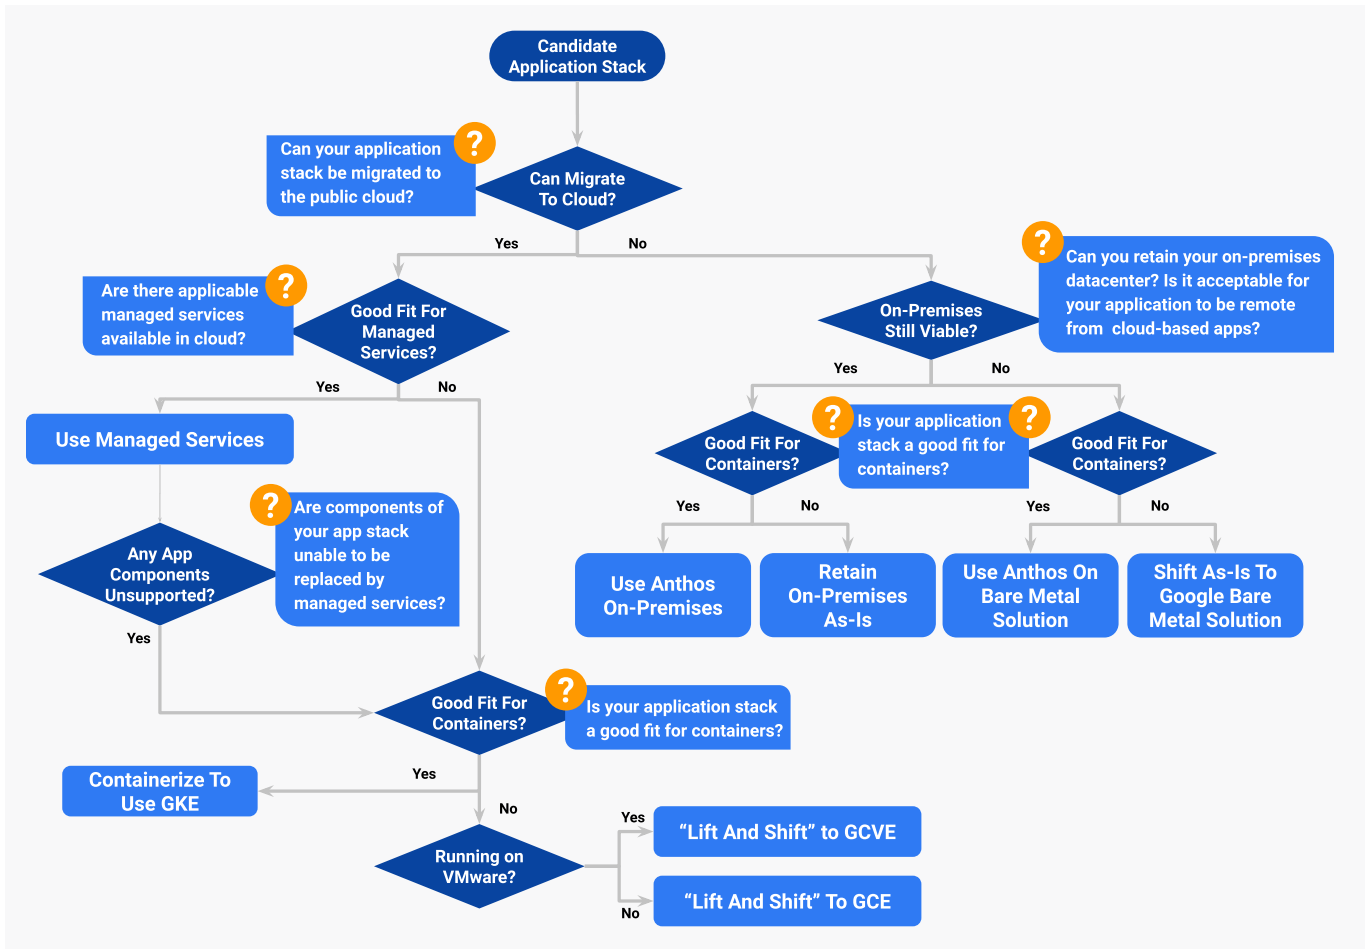 Candidate
Application Stack
?
Can your application
stack be migrated to
the public cloud?
Can Migrate
To Cloud?
Yes
No
?
Can you retain your on-premises
datacenter? Is it acceptable for
your application to be remote
from cloud-based apps?
?
Are there applicable
managed services
available in cloud?
Good Fit For
Managed
Services?
On-Premises
Still Viable?
Yes
No
Yes
No
Use Managed Services
Good Fit For
Containers?
?
Is your application
stack a good fit for
containers?
?
Good Fit For
Containers?
Yes
No
Yes
No
?
Are components of
your app stack
unable to be
replaced by
managed services?
Any App
Components
Unsupported?
Yes
Use Anthos
On-Premises
Retain
On-Premises
As-Is
Use Anthos On
Bare Metal
Solution
Shift As-Is To
Google Bare
Metal Solution
Good Fit For
Containers?
?
Is your application stack
a good fit for containers?
Yes
Containerize To
Use GKE
No
Running on
VMware?
Yes
“Lift And Shift” to GCVE
No
“Lift And Shift” To GCE